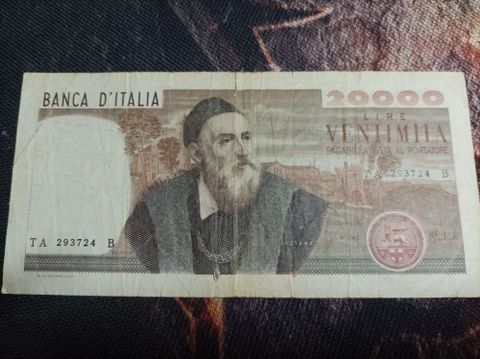 BANCA D'ITALIA
20000
LIRE
VENTIMILA
PAGABILI A VISTA AL PORTATORE
TA 293724 B
TA 293724 B